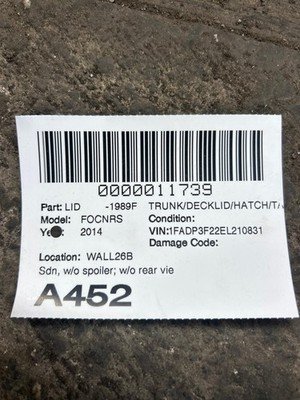 0000011739
Part: LID -1989F TRUNK/DECKLID/HATCH/TA
Model: FOCNRS Condition:
2014 VIN:1FADP3F22EL210831
Damage Code:
Location: WALL26B
Sdn, w/o spoiler; w/o rear vie
A452